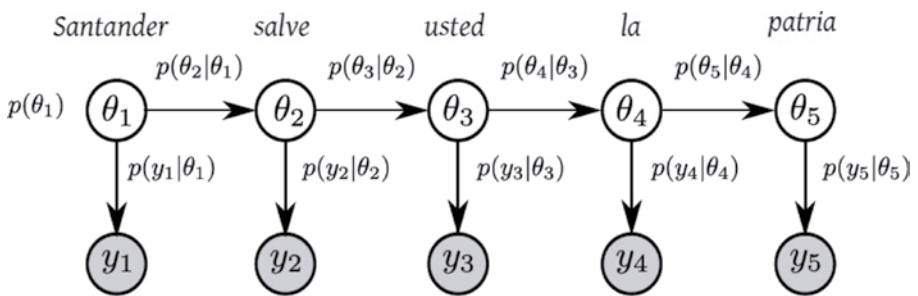 Santander salve usted la patria
p(θ₂|θ₁) p(θ₃|θ₂) p(θ₄|θ₃) p(θ₅|θ₄)
p(θ₁) θ₁ θ₂ θ₃ θ₄ θ₅
p(y₁|θ₁) p(y₂|θ₂) p(y₃|θ₃) p(y₄|θ₄) p(y₅|θ₅)
y₁ y₂ y₃ y₄ y₅